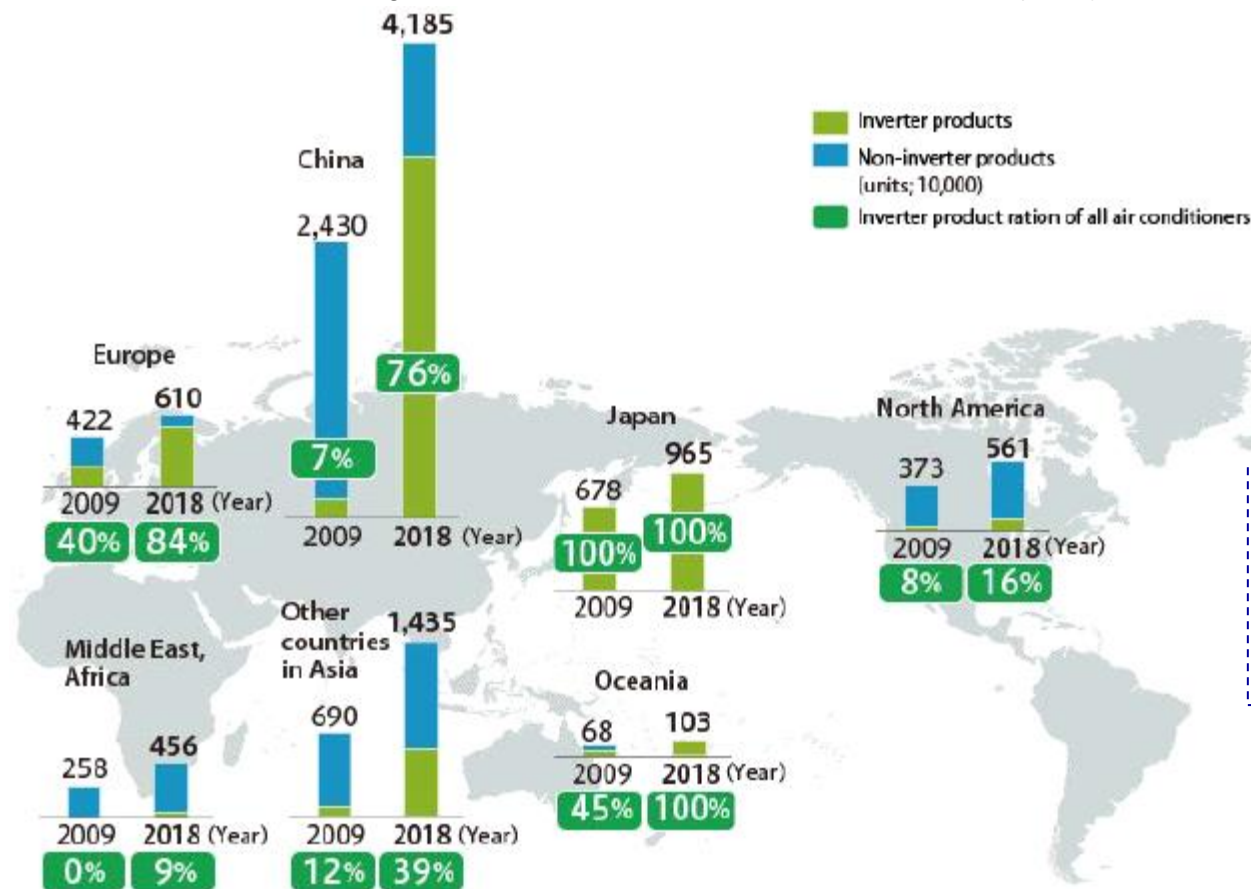 4,185
Inverter products
Non-inverter products
(units; 10,000)
Inverter product ration of all air conditioners
China
2,430
76%
7%
2009 2018 (Year)
Europe
422 610
2009 2018 (Year)
40% 84%
Japan
678 965
100% 100%
2009 2018 (Year)
North America
373 561
2009 2018 (Year)
8% 16%
Middle East,
Africa
258 456
2009 2018 (Year)
0% 9%
Other
countries
in Asia
690 1,435
2009 2018
12% 39%
Oceania
68 103
2009 2018 (Year)
45% 100%